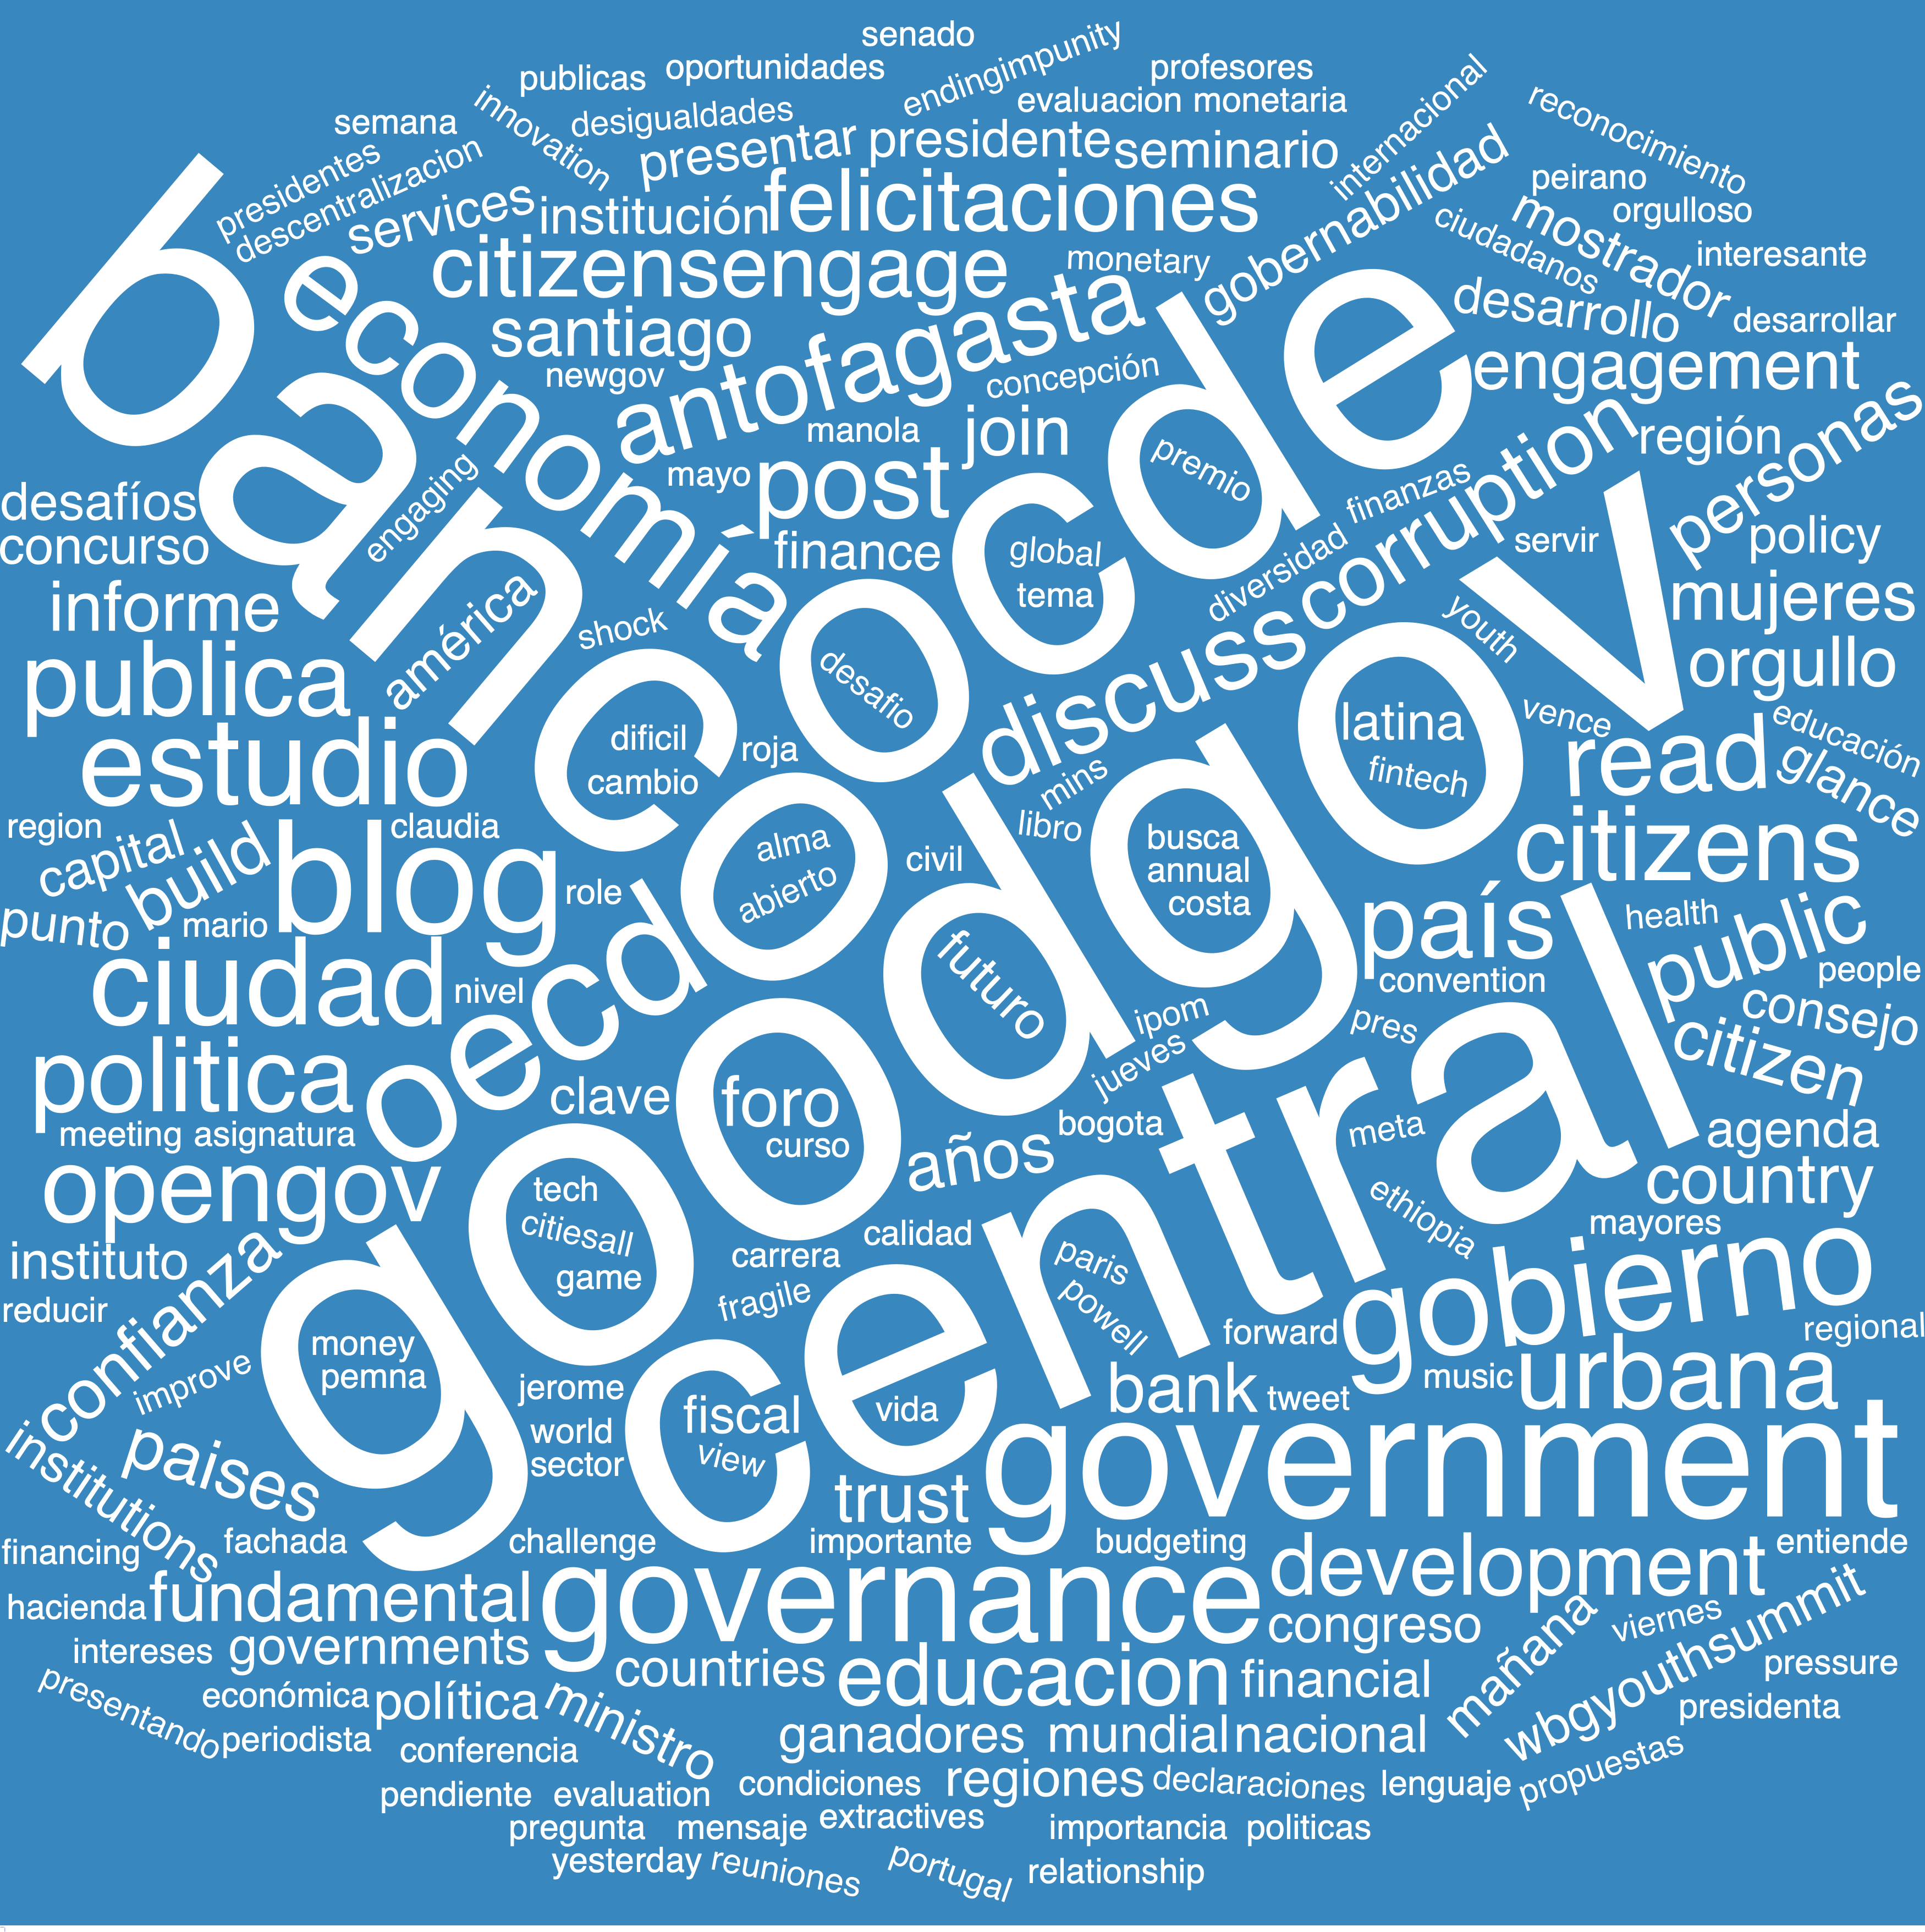 senado
publicas
oportunidades
endingimpunity
profesores
semana
innovation
desigualdades
evaluacion
monetaria
internacional
reconocimiento
presidentes
descentralizacion
services
institución
presentar
presidente
seminario
felicitaciones
gobernabilidad
peirano
orgulloso
mostrador
ciudadanos
interesante
banco
economía
citizensengage
monetary
desarrollo
desarrollar
santiago
newgov
antofagasta
concepción
ocde
engagement
manola
join
premio
región
personas
mayo
post
finanzas
corruption
desafíos
concurso
engaging
finance
global
tema
diversidad
servir
policy
informe
américa
shock
youth
mujeres
publica
desafio
discuss
latina
fintech
vence
orgullo
estudio
dificil
cambio
roja
mins
read
educación
glance
region
claudia
capital
build
blog
role
alma
abierto
civil
libro
busca
annual
costa
citizens
punto
mario
goodgov
país
health
public
people
ciudad
nivel
oecd
futuro
ipom
jueves
convention
pres
consejo
citizen
politica
clave
foro
curso
años
bogota
meta
agenda
meeting
asignatura
opengov
tech
citiesall
game
calidad
carrera
fragile
central
paris
powell
ethiopia
country
mayores
instituto
reducir
confianza
improve
money
pemna
jerome
world
sector
fiscal
view
vida
forward
gobierno
regional
bank
tweet
music
urbana
institutions
paises
trust
government
financing
fachada
challenge
importante
budgeting
development
entiende
hacienda
fundamental
governance
congreso
mañana
viernes
wbgyouthsummit
intereses
governments
countries
educacion
financial
pressure
presentando
económica
política
ministro
presidenta
periodista
conferencia
ganadores
mundial
nacional
propuestas
pendiente
evaluation
condiciones
regiones
declaraciones
lenguaje
pregunta
mensaje
extractives
importancia
politicas
yesterday
reuniones
portugal
relationship